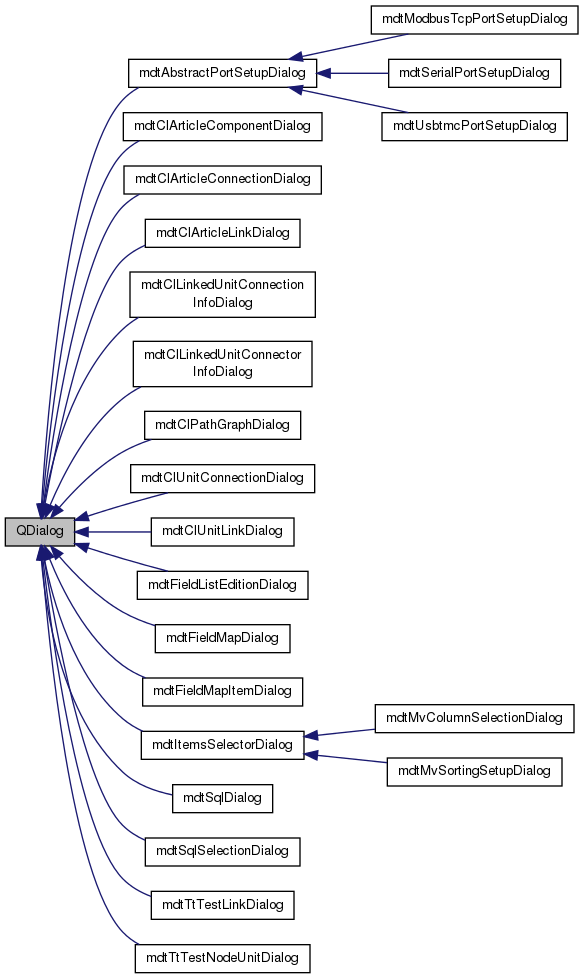 mdtModbusTcpPortSetupDialog
mdtAbstractPortSetupDialog
mdtSerialPortSetupDialog
mdtUsbtmcPortSetupDialog
mdtClArticleComponentDialog
mdtClArticleConnectionDialog
mdtClArticleLinkDialog
mdtClLinkedUnitConnection
InfoDialog
mdtClLinkedUnitConnector
InfoDialog
mdtClPathGraphDialog
mdtClUnitConnectionDialog
QDialog
mdtClUnitLinkDialog
mdtFieldListEditionDialog
mdtFieldMapDialog
mdtFieldMapItemDialog
mdtItemsSelectorDialog
mdtMvColumnSelectionDialog
mdtMvSortingSetupDialog
mdtSqlDialog
mdtSqlSelectionDialog
mdtTtTestLinkDialog
mdtTtTestNodeUnitDialog